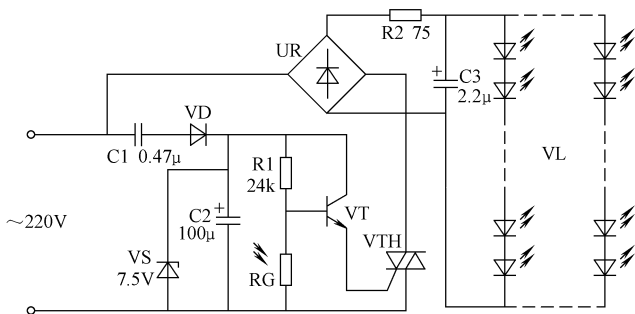 R2 75
UR
C3
2.2μ
VD
C1 0.47μ
R1
24k
VL
C2
100μ
VT
~220V
VTH
VS
7.5V
RG